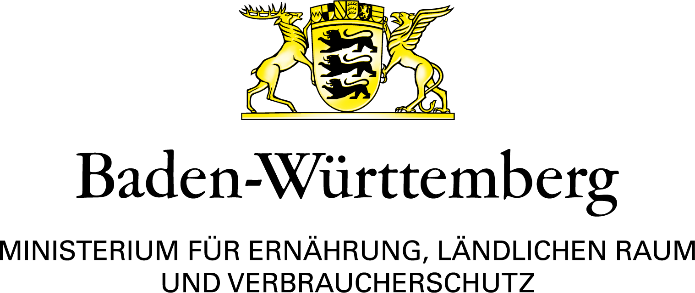 Baden-Württemberg
MINISTERIUM FÜR ERNÄHRUNG, LÄNDLICHEN RAUM
UND VERBRAUCHERSCHUTZ